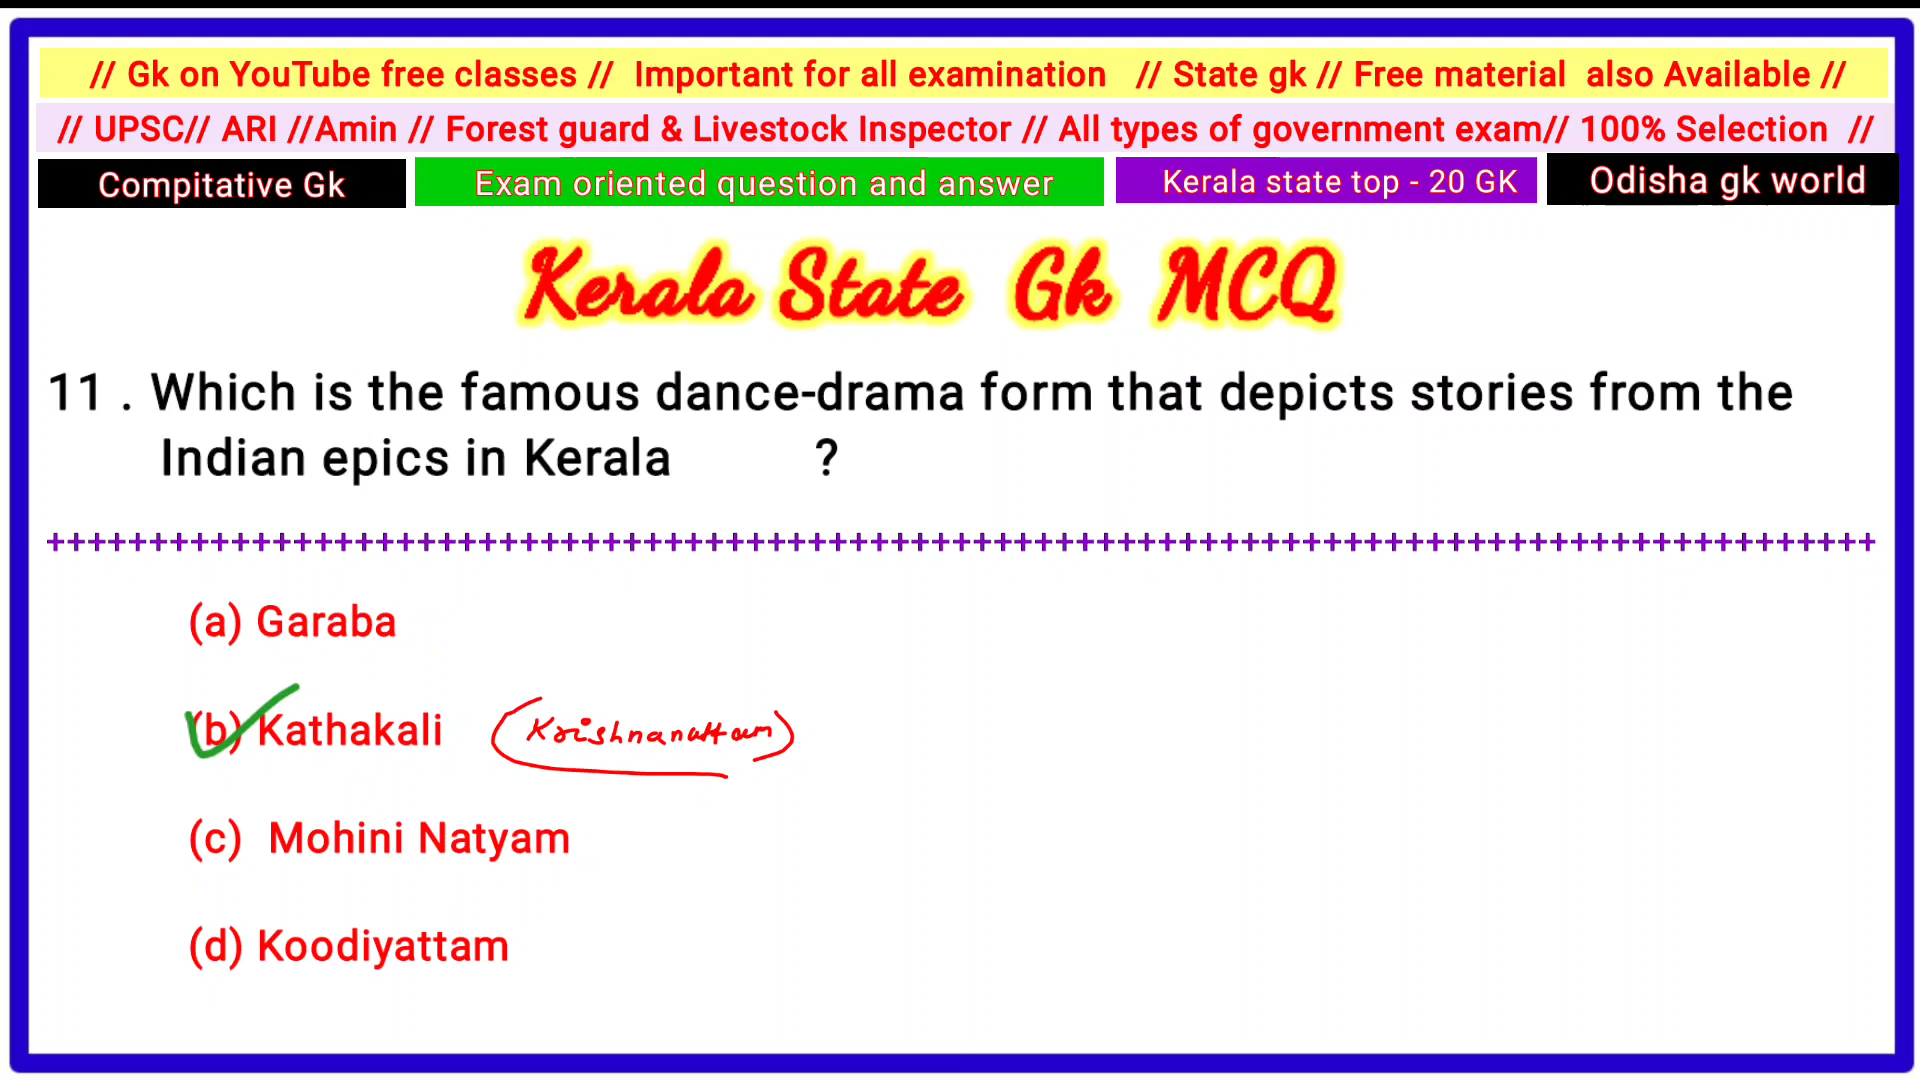 // Gk on YouTube free classes // Important for all examination // State gk // Free material also Available //
// UPSC// ARI //Amin // Forest guard & Livestock Inspector // All types of government exam// 100% Selection //
Compitative Gk Exam oriented question and answer Kerala state top - 20 GK Odisha gk world
Kerala State Gk MCQ
11 . Which is the famous dance-drama form that depicts stories from the
Indian epics in Kerala ?
++++++++++++++++++++++++++++++++++++++++++++++++++++++++++++++++++++++++++++++++++++++++
(a) Garaba
(b) Kathakali (Krishnanattam)
(c) Mohini Natyam
(d) Koodiyattam